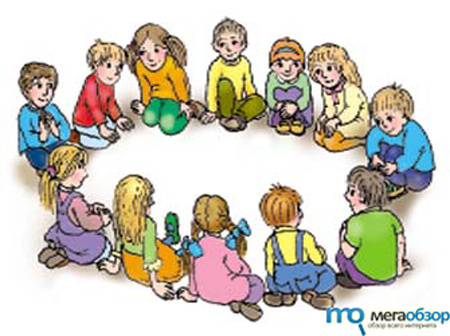 мегаобзор
обзор всего интернета